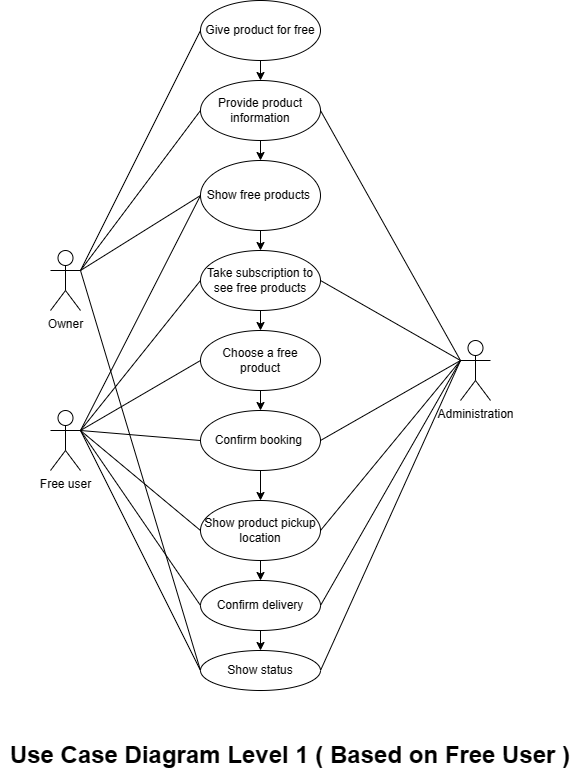 Give product for free
Provide product
information
Show free products
Take subscription to
see free products
Owner
Choose a free
product
Administration
Confirm booking
Free user
Show product pickup
location
Confirm delivery
Show status
Use Case Diagram Level 1 ( Based on Free User )